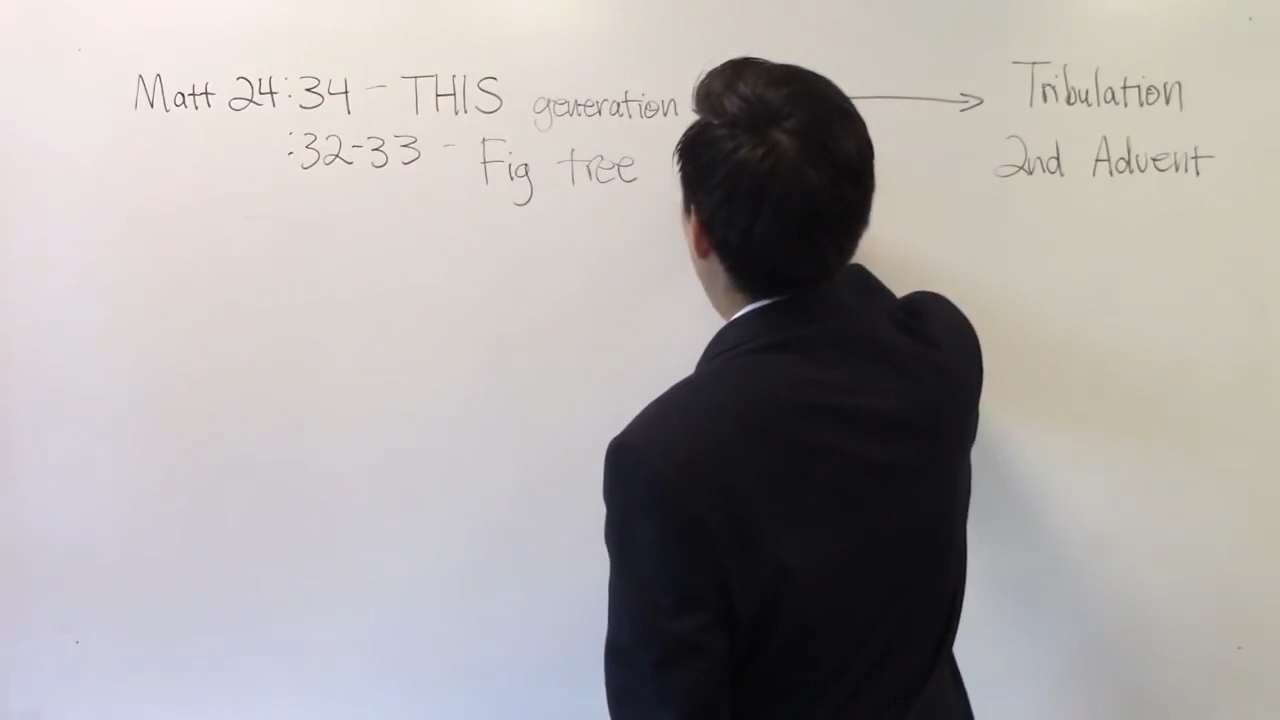 Matt 24:34 - THIS generation → Tribulation
:32-33 - Fig tree 2nd Advent